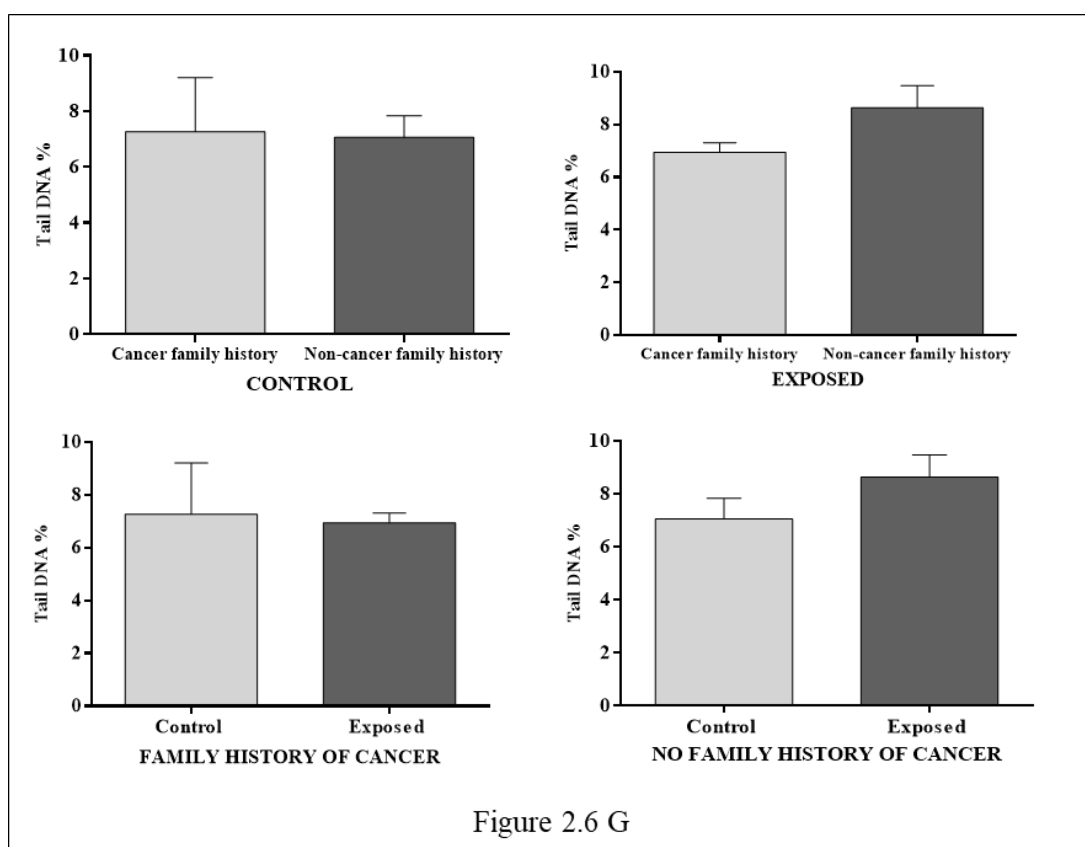 10
8
6
4
2
0
Tail DNA %
Cancer family history Non-cancer family history
CONTROL
10
8
6
4
2
0
Tail DNA %
Cancer family history Non-cancer family history
EXPOSED
10
8
6
4
2
0
Tail DNA %
Control Exposed
FAMILY HISTORY OF CANCER
10
8
6
4
2
0
Tail DNA %
Control Exposed
NO FAMILY HISTORY OF CANCER
Figure 2.6 G